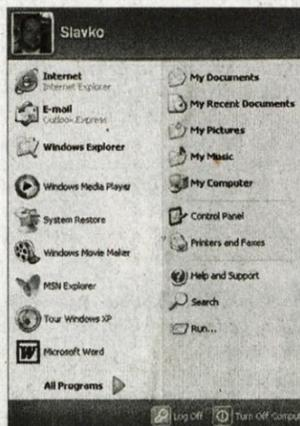 Slavko
Internet
Internet Explorer
E-mail
Outlook Express
Windows Explorer
Windows Media Player
System Restore
Windows Movie Maker
MSN Explorer
Tour Windows XP
Microsoft Word
All Programs
My Documents
My Recent Documents
My Pictures
My Music
My Computer
Control Panel
Printers and Faxes
Help and Support
Search
Run...
Log Off
Turn Off Comput